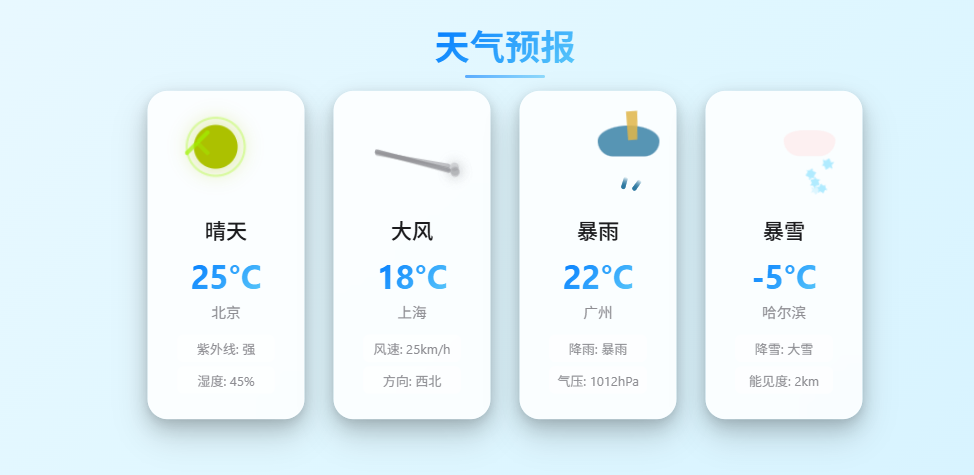 天气预报
晴天
25°C
北京
紫外线: 强
湿度: 45%
大风
18°C
上海
风速: 25km/h
方向: 西北
暴雨
22°C
广州
降雨: 暴雨
气压: 1012hPa
暴雪
-5°C
哈尔滨
降雪: 大雪
能见度: 2km